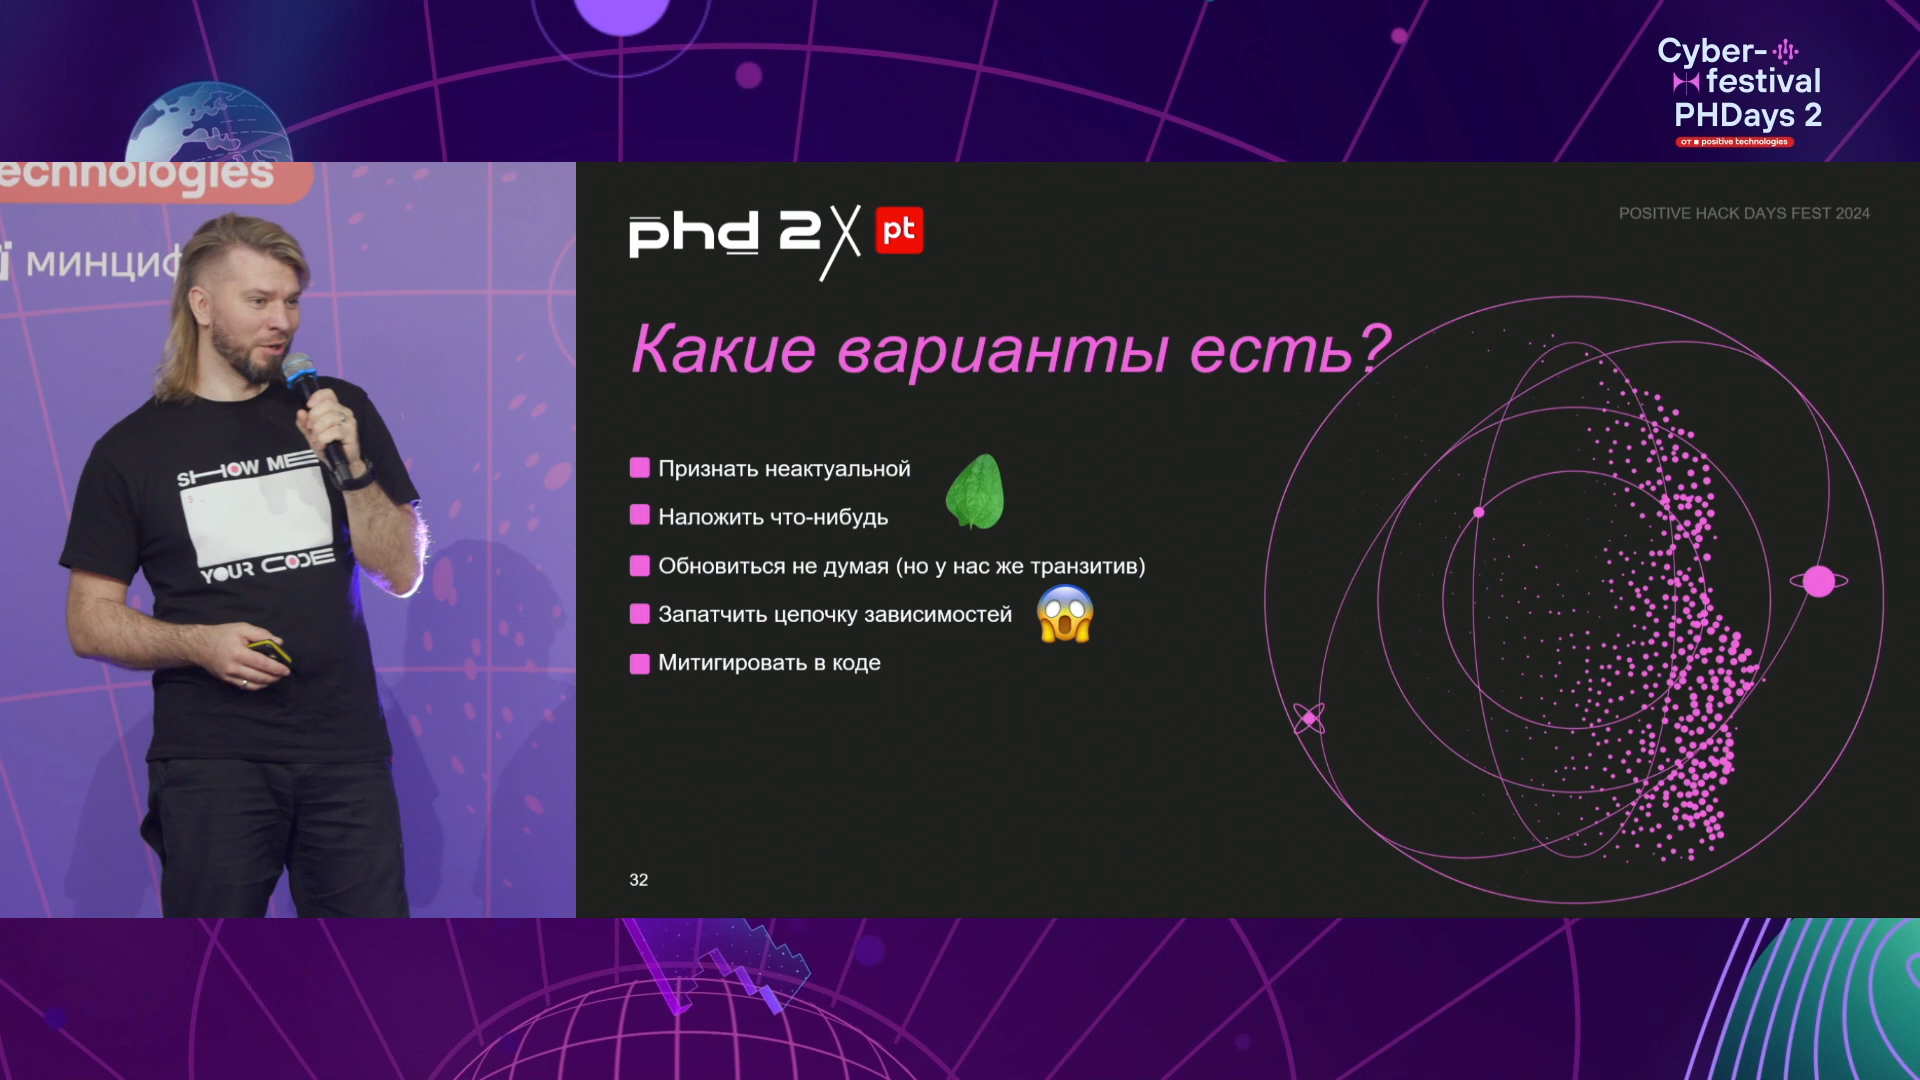 Cyber-
festival
PHDays 2
от positive technologies
echnologies
минциф
SHOW ME
$ _
YOUR CODE
phd 2 pt
POSITIVE HACK DAYS FEST 2024
Какие варианты есть?
Признать неактуальной
Наложить что-нибудь
Обновиться не думая (но у нас же транзитив)
Запатчить цепочку зависимостей
Митигировать в коде
32